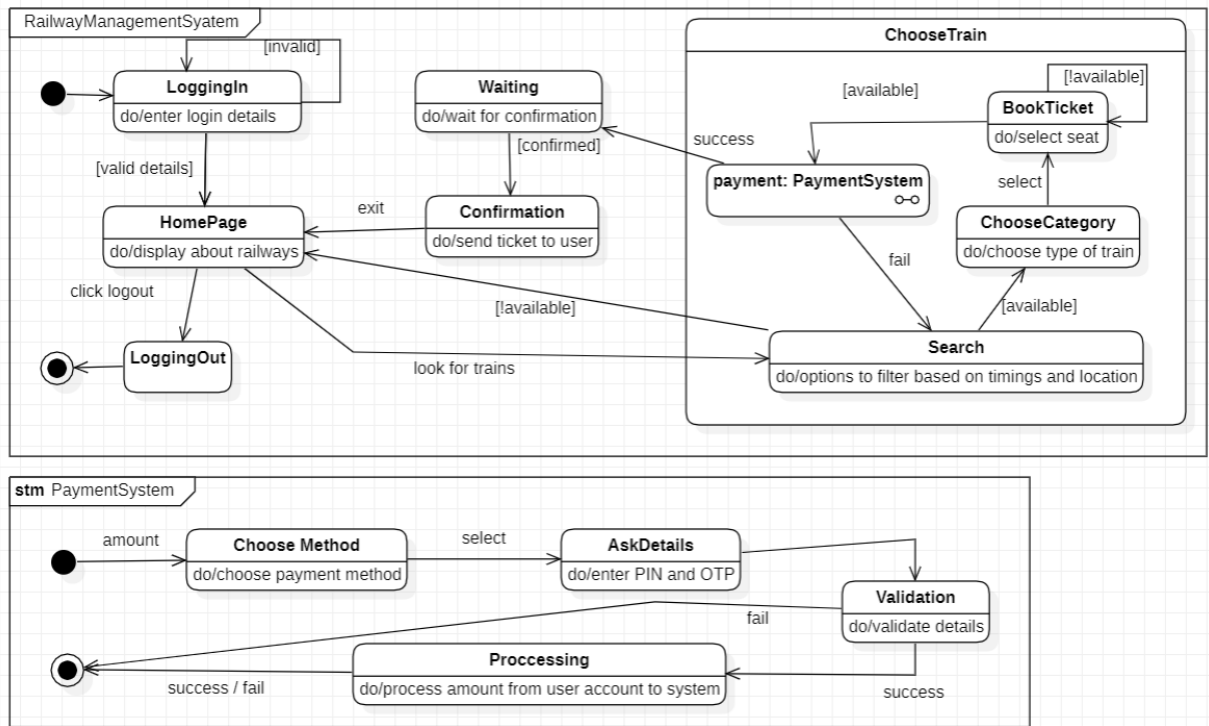 RailwayManagementSyatem
ChooseTrain
[invalid]
LoggingIn
do/enter login details
Waiting
do/wait for confirmation
[available]
[!available]
BookTicket
do/select seat
success
[confirmed]
[valid details]
payment: PaymentSystem
select
exit
HomePage
do/display about railways
Confirmation
do/send ticket to user
ChooseCategory
do/choose type of train
fail
click logout
[!available]
[available]
LoggingOut
look for trains
Search
do/options to filter based on timings and location
stm PaymentSystem
amount
Choose Method
do/choose payment method
select
AskDetails
do/enter PIN and OTP
Validation
do/validate details
fail
Proccessing
do/process amount from user account to system
success / fail
success